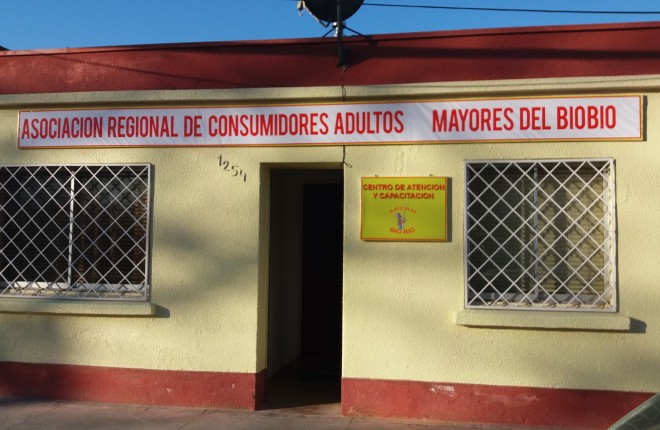 ASOCIACION REGIONAL DE CONSUMIDORES ADULTOS MAYORES DEL BIOBIO
1254
CENTRO DE ATENCION
Y CAPACITACION
BIO BIO